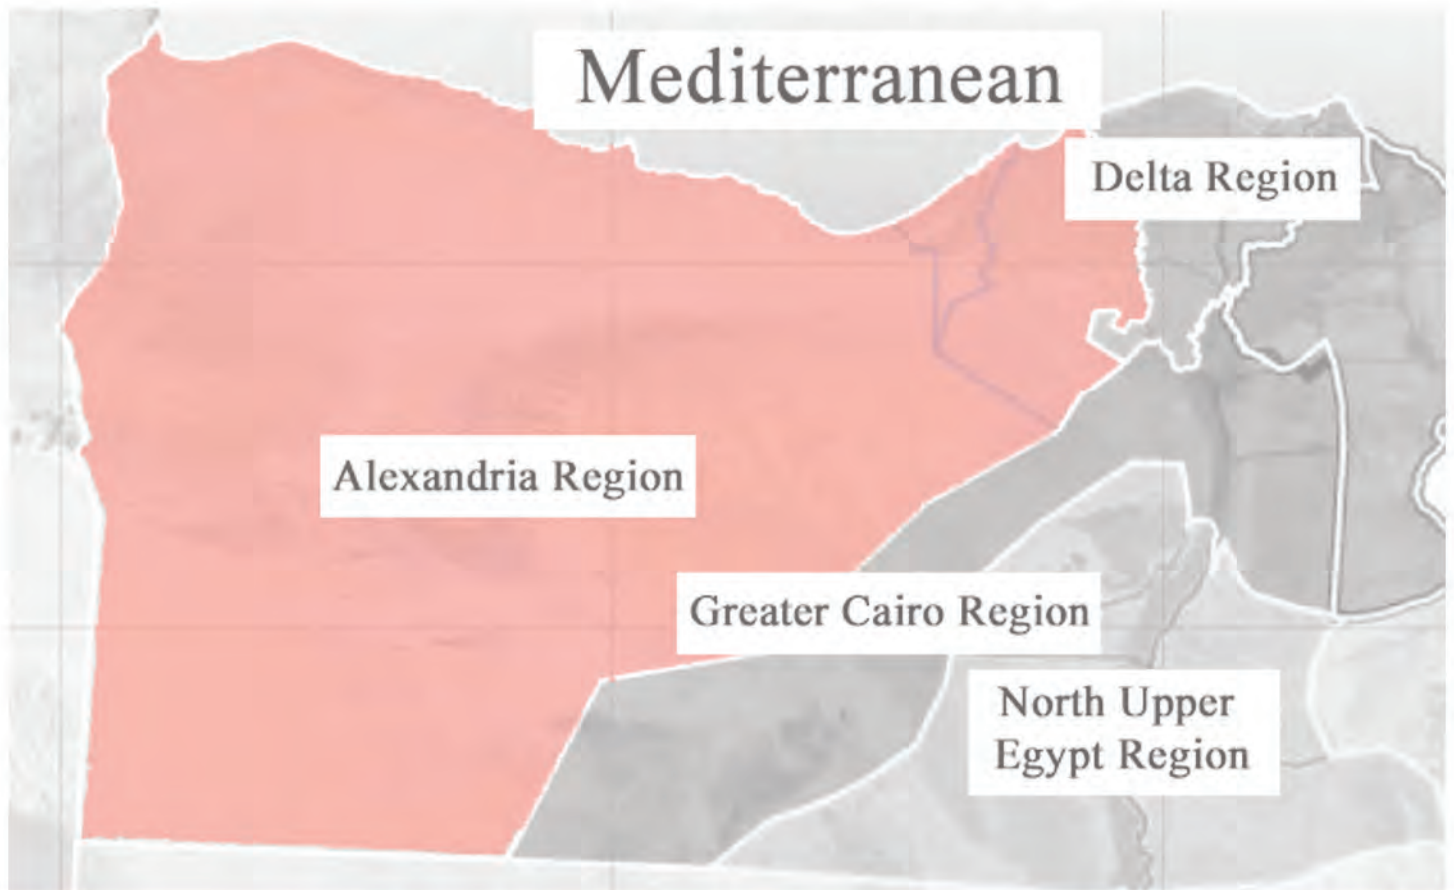 Mediterranean
Delta Region
Alexandria Region
Greater Cairo Region
North Upper
Egypt Region